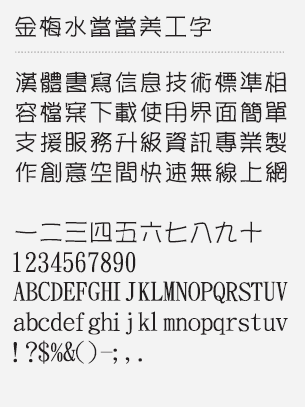 金梅水當當美工字
漢體畫寫信息技術標準相
容檔案下載使用界面簡單
支援服務升級資訊專業製
作創意空間快速無線上網
一二三四五六七八九十
1234567890
ABCDEFGHIJKLMNOPQRSTUV
abcdefghijklmnopqrstuv
!?$%&()-;,.